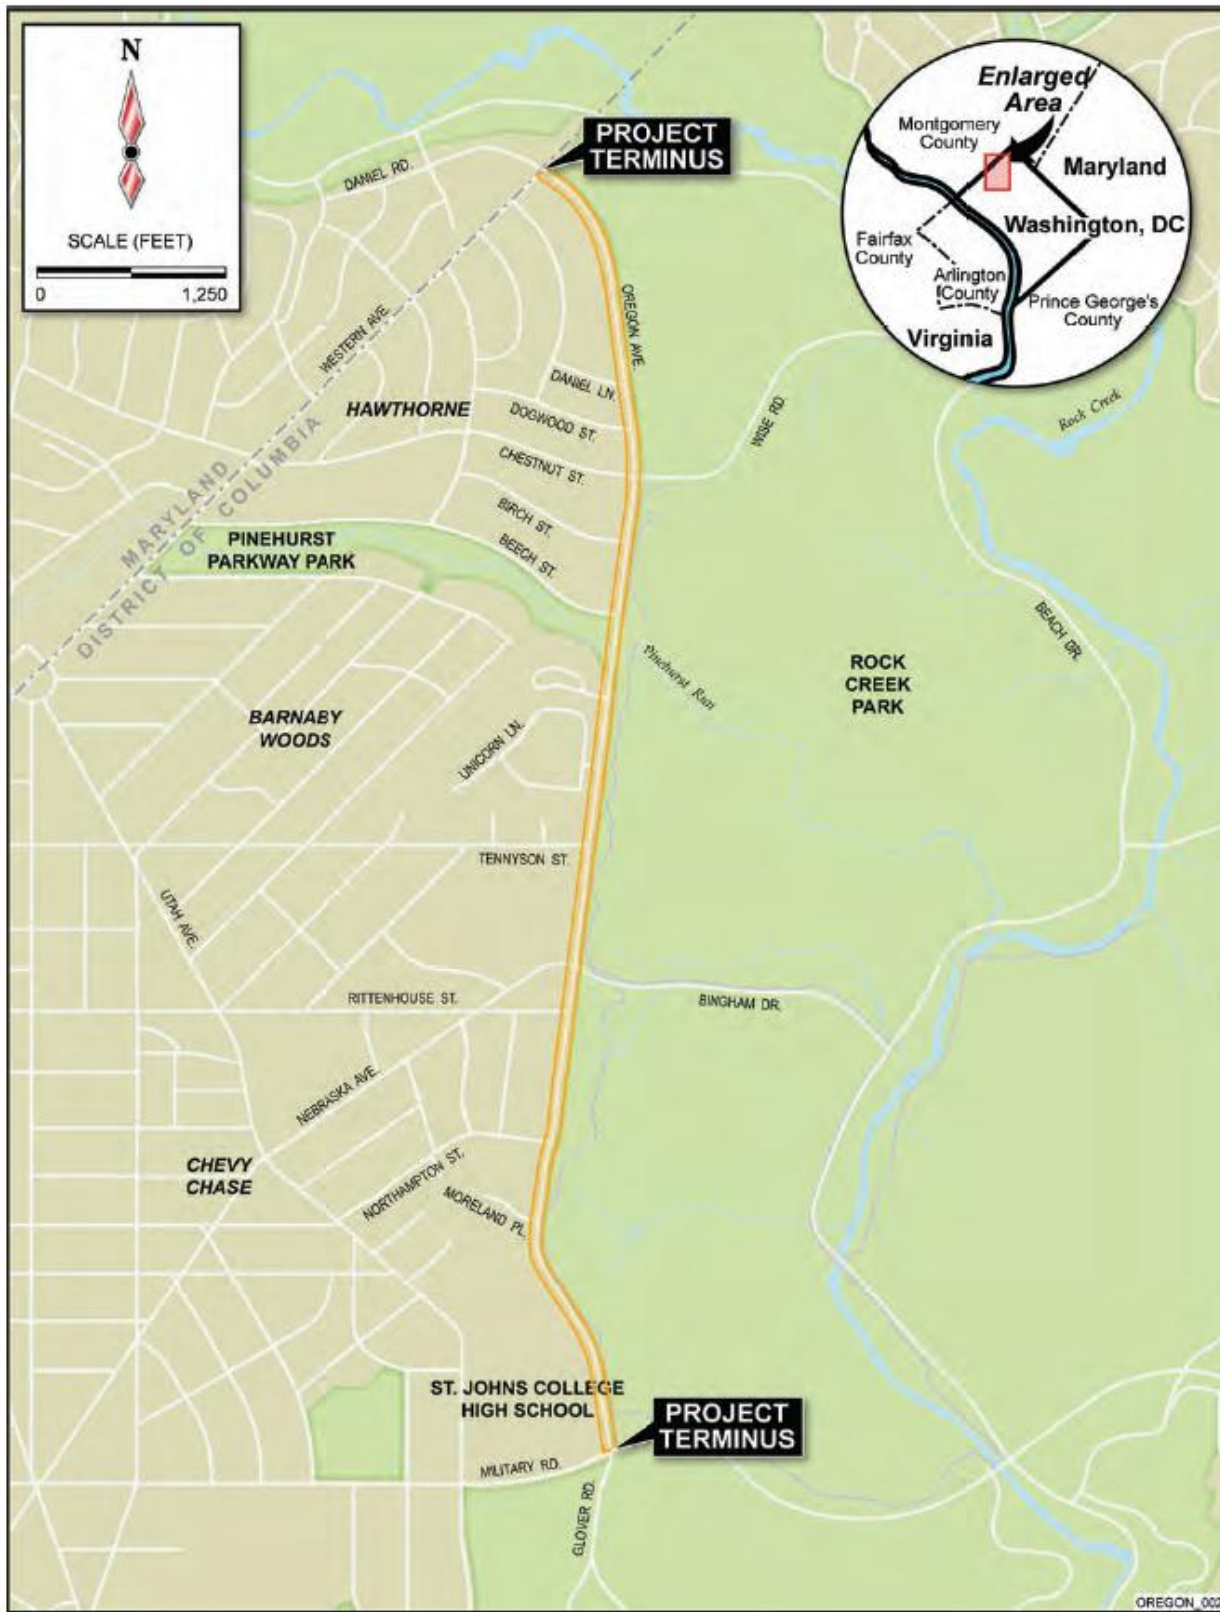 N
SCALE (FEET)
0 1,250
PROJECT
TERMINUS
Enlarged
Area
Montgomery
County
Maryland
Washington, DC
Fairfax
County
Arlington
County
Prince George's
County
Virginia
DANIEL RD.
WESTERN AVE.
OREGON AVE.
HAWTHORNE
DANIEL LN.
DOGWOOD ST.
CHESTNUT ST.
WISE RD.
Rock Creek
MARYLAND
DISTRICT OF COLUMBIA
BIRCH ST.
BEECH ST.
PINEHURST
PARKWAY PARK
BEACH DR.
Pinehurst Run
ROCK
CREEK
PARK
BARNABY
WOODS
UNICORN LN.
TENNYSON ST.
UTAH AVE.
RITTENHOUSE ST.
BINGHAM DR.
NEBRASKA AVE.
CHEVY
CHASE
NORTHAMPTON ST.
MORELAND PL.
ST. JOHNS COLLEGE
HIGH SCHOOL
PROJECT
TERMINUS
MILITARY RD.
GLOVER RD.
OREGON_002